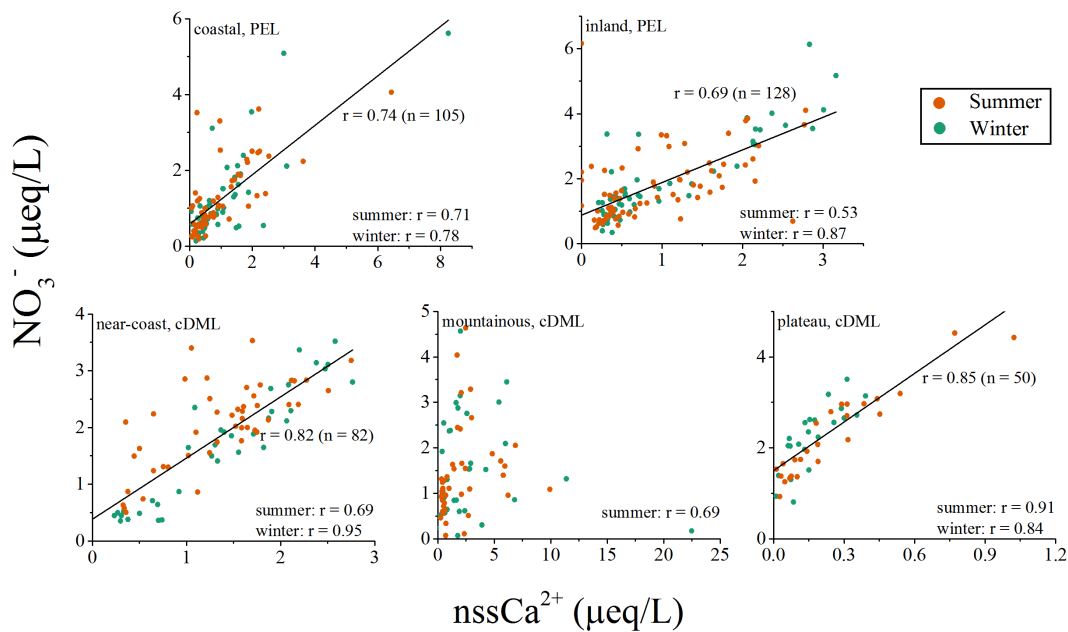 coastal, PEL
r = 0.74 (n = 105)
summer: r = 0.71
winter: r = 0.78
6
4
2
0
0 2 4 6 8
inland, PEL
r = 0.69 (n = 128)
summer: r = 0.53
winter: r = 0.87
6
4
2
0
0 1 2 3
Summer
Winter
NO₃⁻ (μeq/L)
near-coast, cDML
r = 0.82 (n = 82)
summer: r = 0.69
winter: r = 0.95
4
3
2
1
0
0 1 2 3
mountainous, cDML
summer: r = 0.69
5
4
3
2
1
0
0 5 10 15 20 25
plateau, cDML
r = 0.85 (n = 50)
summer: r = 0.91
winter: r = 0.84
4
2
0
0.0 0.3 0.6 0.9 1.2
nssCa²⁺ (μeq/L)